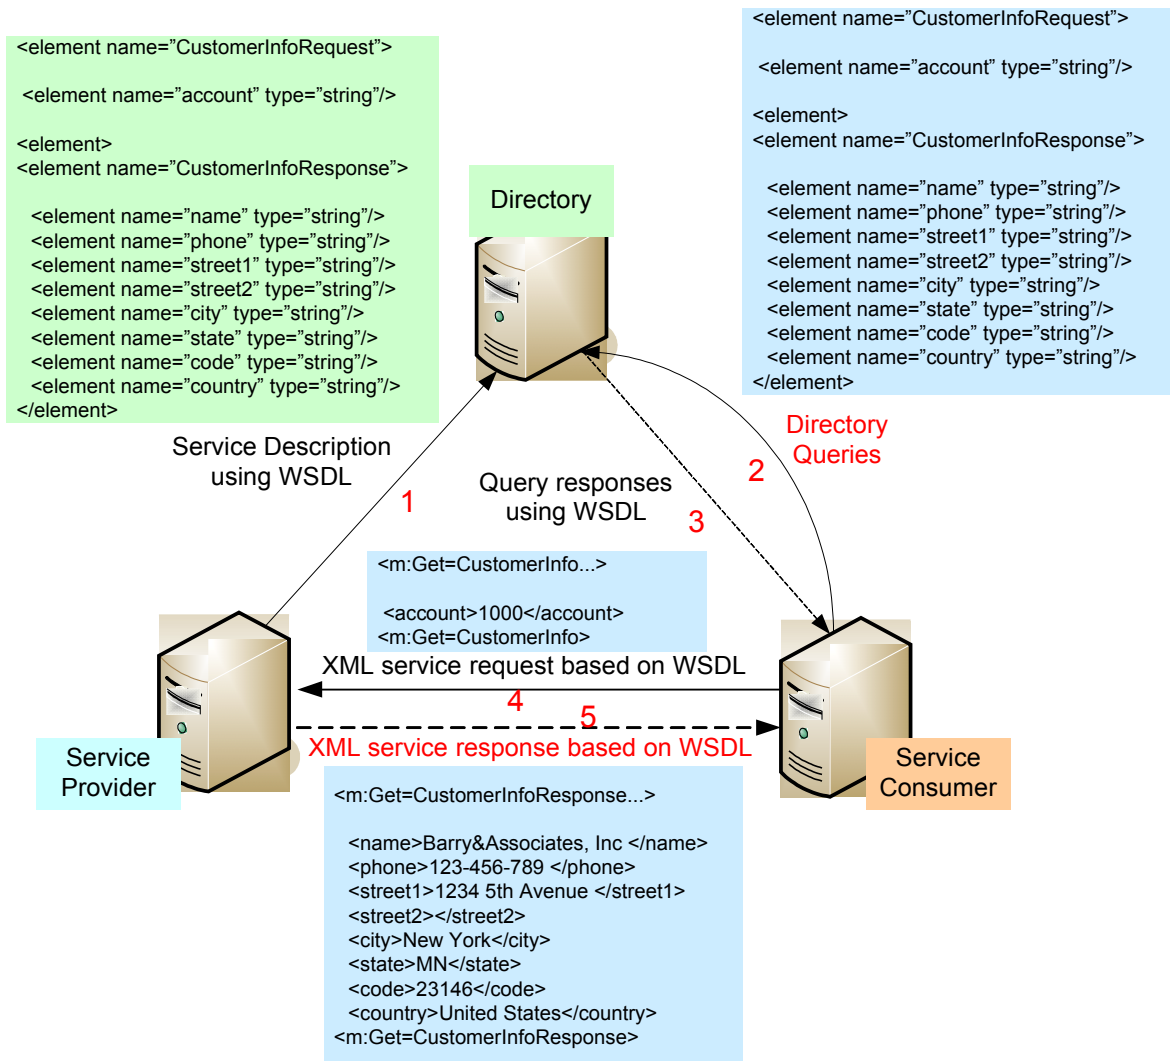 <element name=”CustomerInfoRequest”>
<element name=”account” type=”string”/>
<element>
<element name=”CustomerInfoResponse”>
<element name=”name” type=”string”/>
<element name=”phone” type=”string”/>
<element name=”street1” type=”string”/>
<element name=”street2” type=”string”/>
<element name=”city” type=”string”/>
<element name=”state” type=”string”/>
<element name=”code” type=”string”/>
<element name=”country” type=”string”/>
</element>
Directory
<element name=”CustomerInfoRequest”>
<element name=”account” type=”string”/>
<element>
<element name=”CustomerInfoResponse”>
<element name=”name” type=”string”/>
<element name=”phone” type=”string”/>
<element name=”street1” type=”string”/>
<element name=”street2” type=”string”/>
<element name=”city” type=”string”/>
<element name=”state” type=”string”/>
<element name=”code” type=”string”/>
<element name=”country” type=”string”/>
</element>
Service Description
using WSDL
1
Query responses
using WSDL
3
2
Directory
Queries
<m:Get=CustomerInfo...>
<account>1000</account>
<m:Get=CustomerInfo>
XML service request based on WSDL
4
5
XML service response based on WSDL
Service
Provider
Service
Consumer
<m:Get=CustomerInfoResponse...>
<name>Barry&Associates, Inc </name>
<phone>123-456-789 </phone>
<street1>1234 5th Avenue </street1>
<street2></street2>
<city>New York</city>
<state>MN</state>
<code>23146</code>
<country>United States</country>
<m:Get=CustomerInfoResponse>